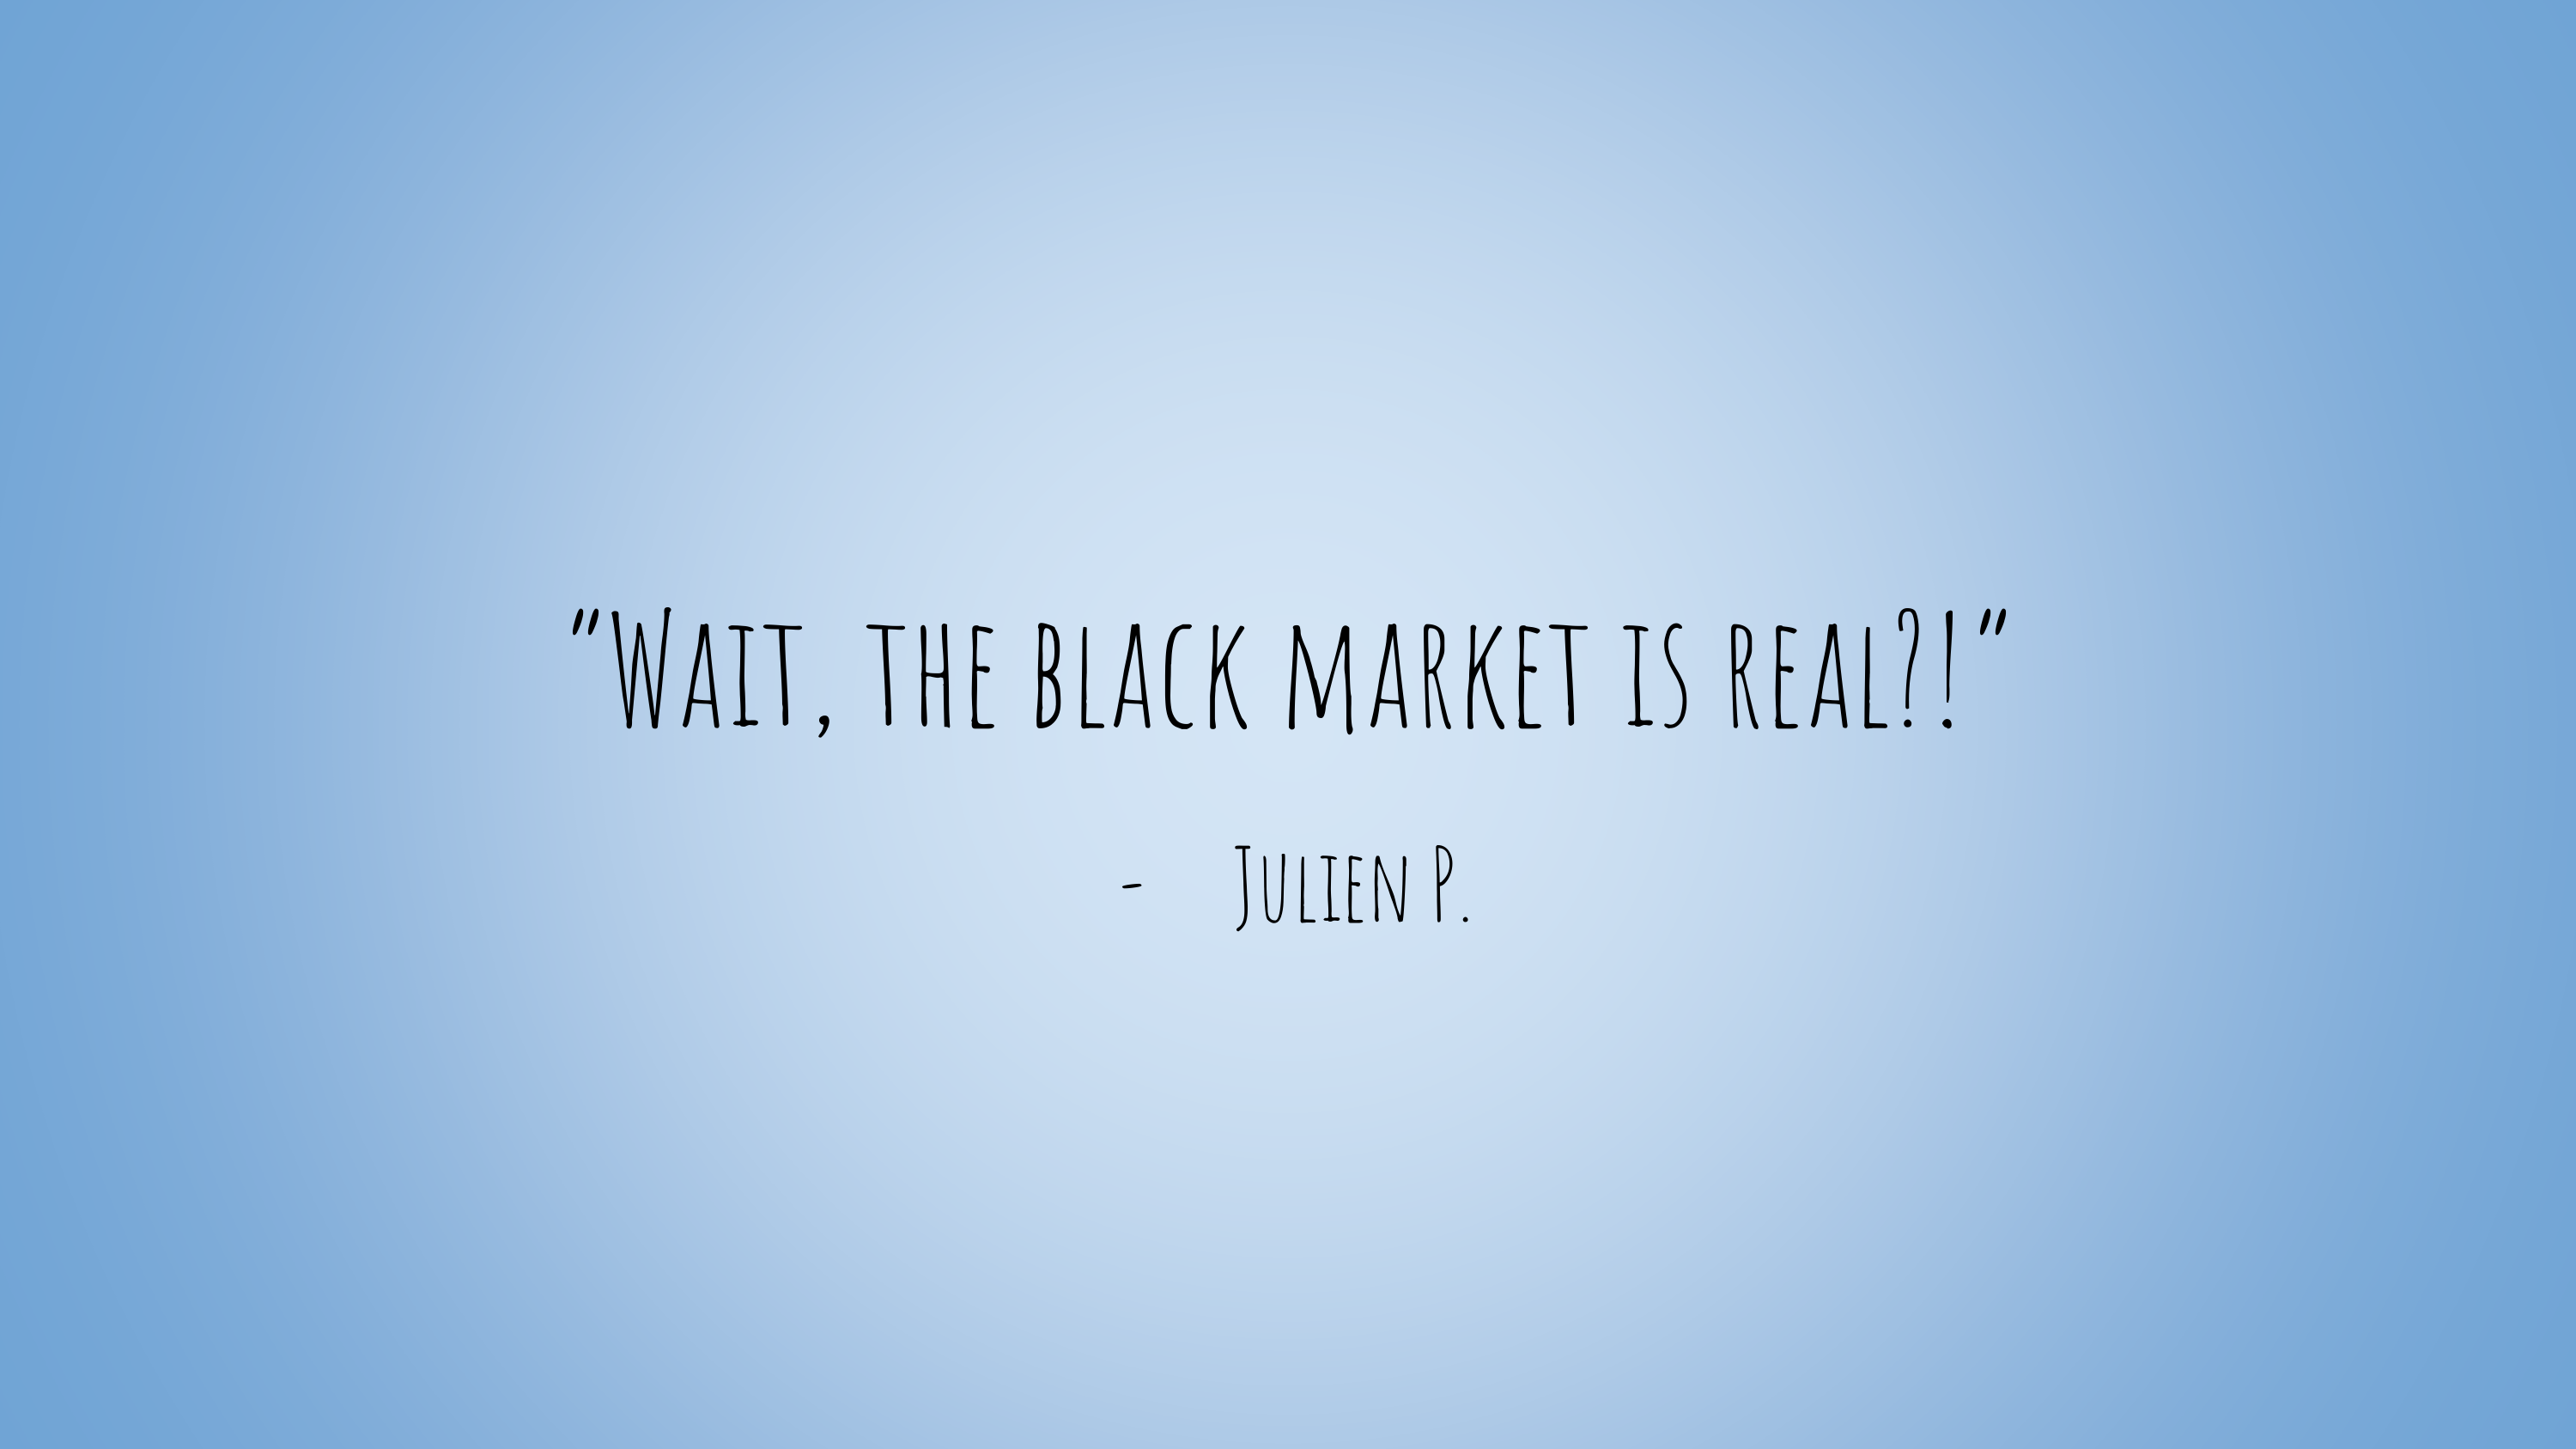 “Wait, the black market is real?!”
- Julien P.